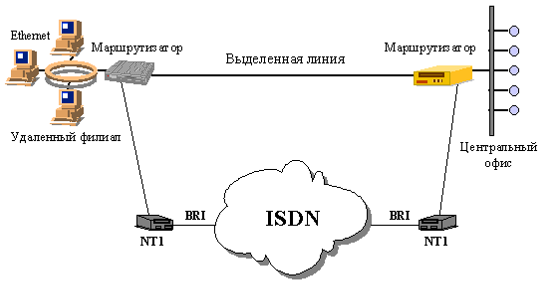 Ethernet
Маршрутизатор
Выделенная линия
Маршрутизатор
Удаленный филиал
Центральный
офис
BRI
ISDN
BRI
NT1
NT1